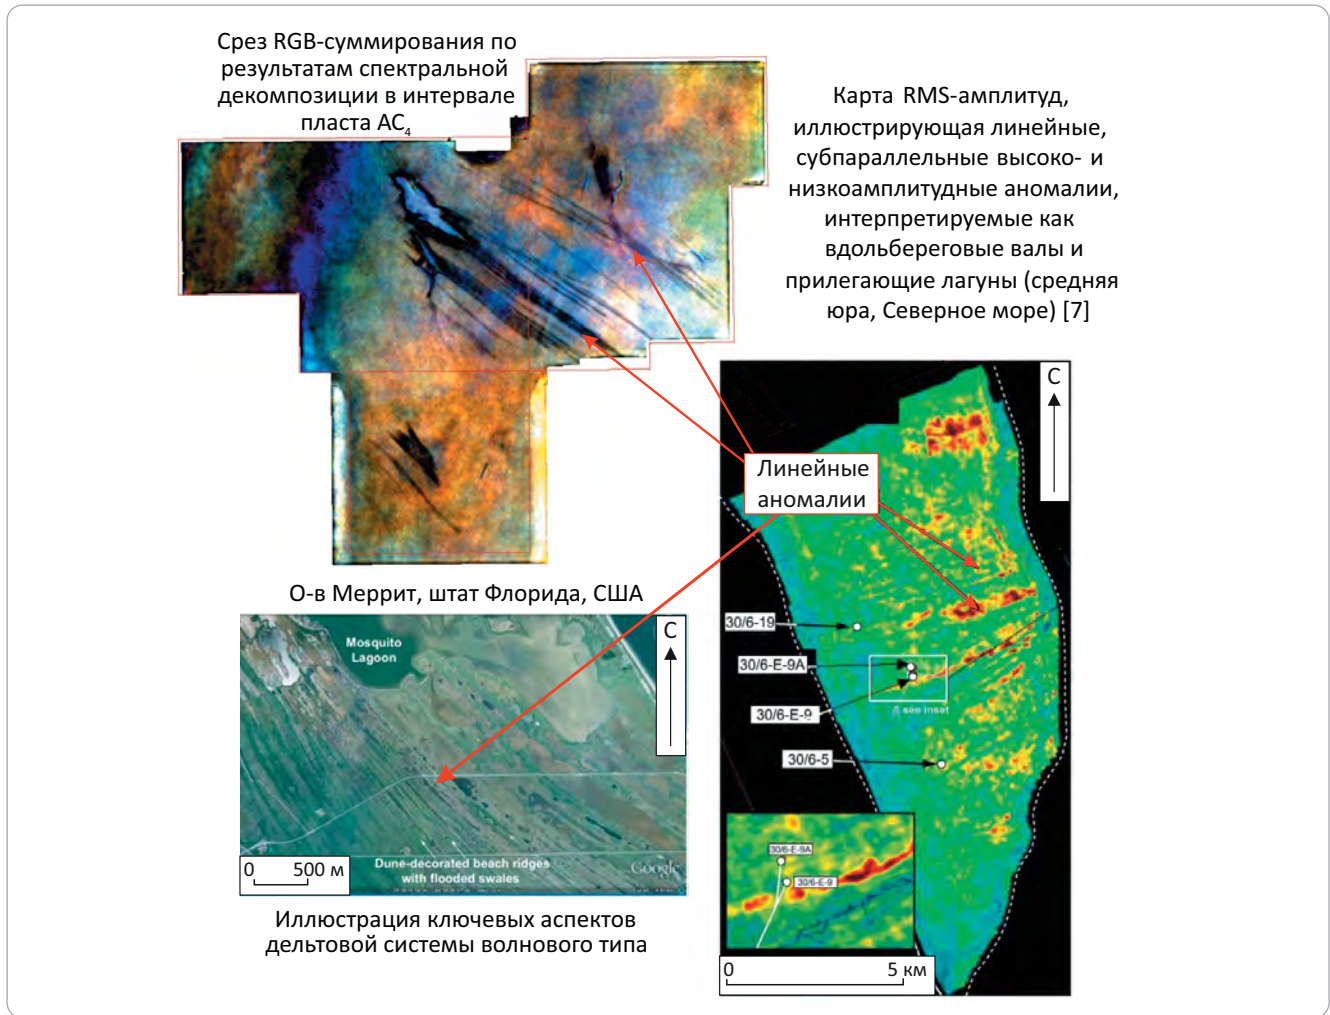 Срез RGB-суммирования по
результатам спектральной
декомпозиции в интервале
пласта АС₄
Карта RMS-амплитуд,
иллюстрирующая линейные,
субпараллельные высоко- и
низкоамплитудные аномалии,
интерпретируемые как
вдольбереговые валы и
прилегающие лагуны (средняя
юра, Северное море) [7]
Линейные
аномалии
С
30/6-19
30/6-E-9A
30/6-E-9
see inset
30/6-5
30/6-E-9A
30/6-E-9
0 5 км
О-в Меррит, штат Флорида, США
Mosquito
Lagoon
С
0 500 м
Dune-decorated beach ridges
with flooded swales
Google
Иллюстрация ключевых аспектов
дельтовой системы волнового типа